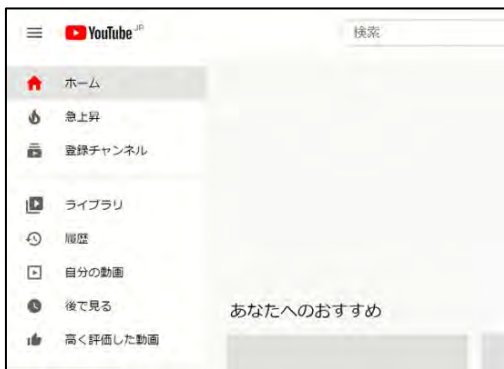 YouTube JP
検索
ホーム
急上昇
登録チャンネル
ライブラリ
履歴
自分の動画
後で見る
高く評価した動画
あなたへのおすすめ